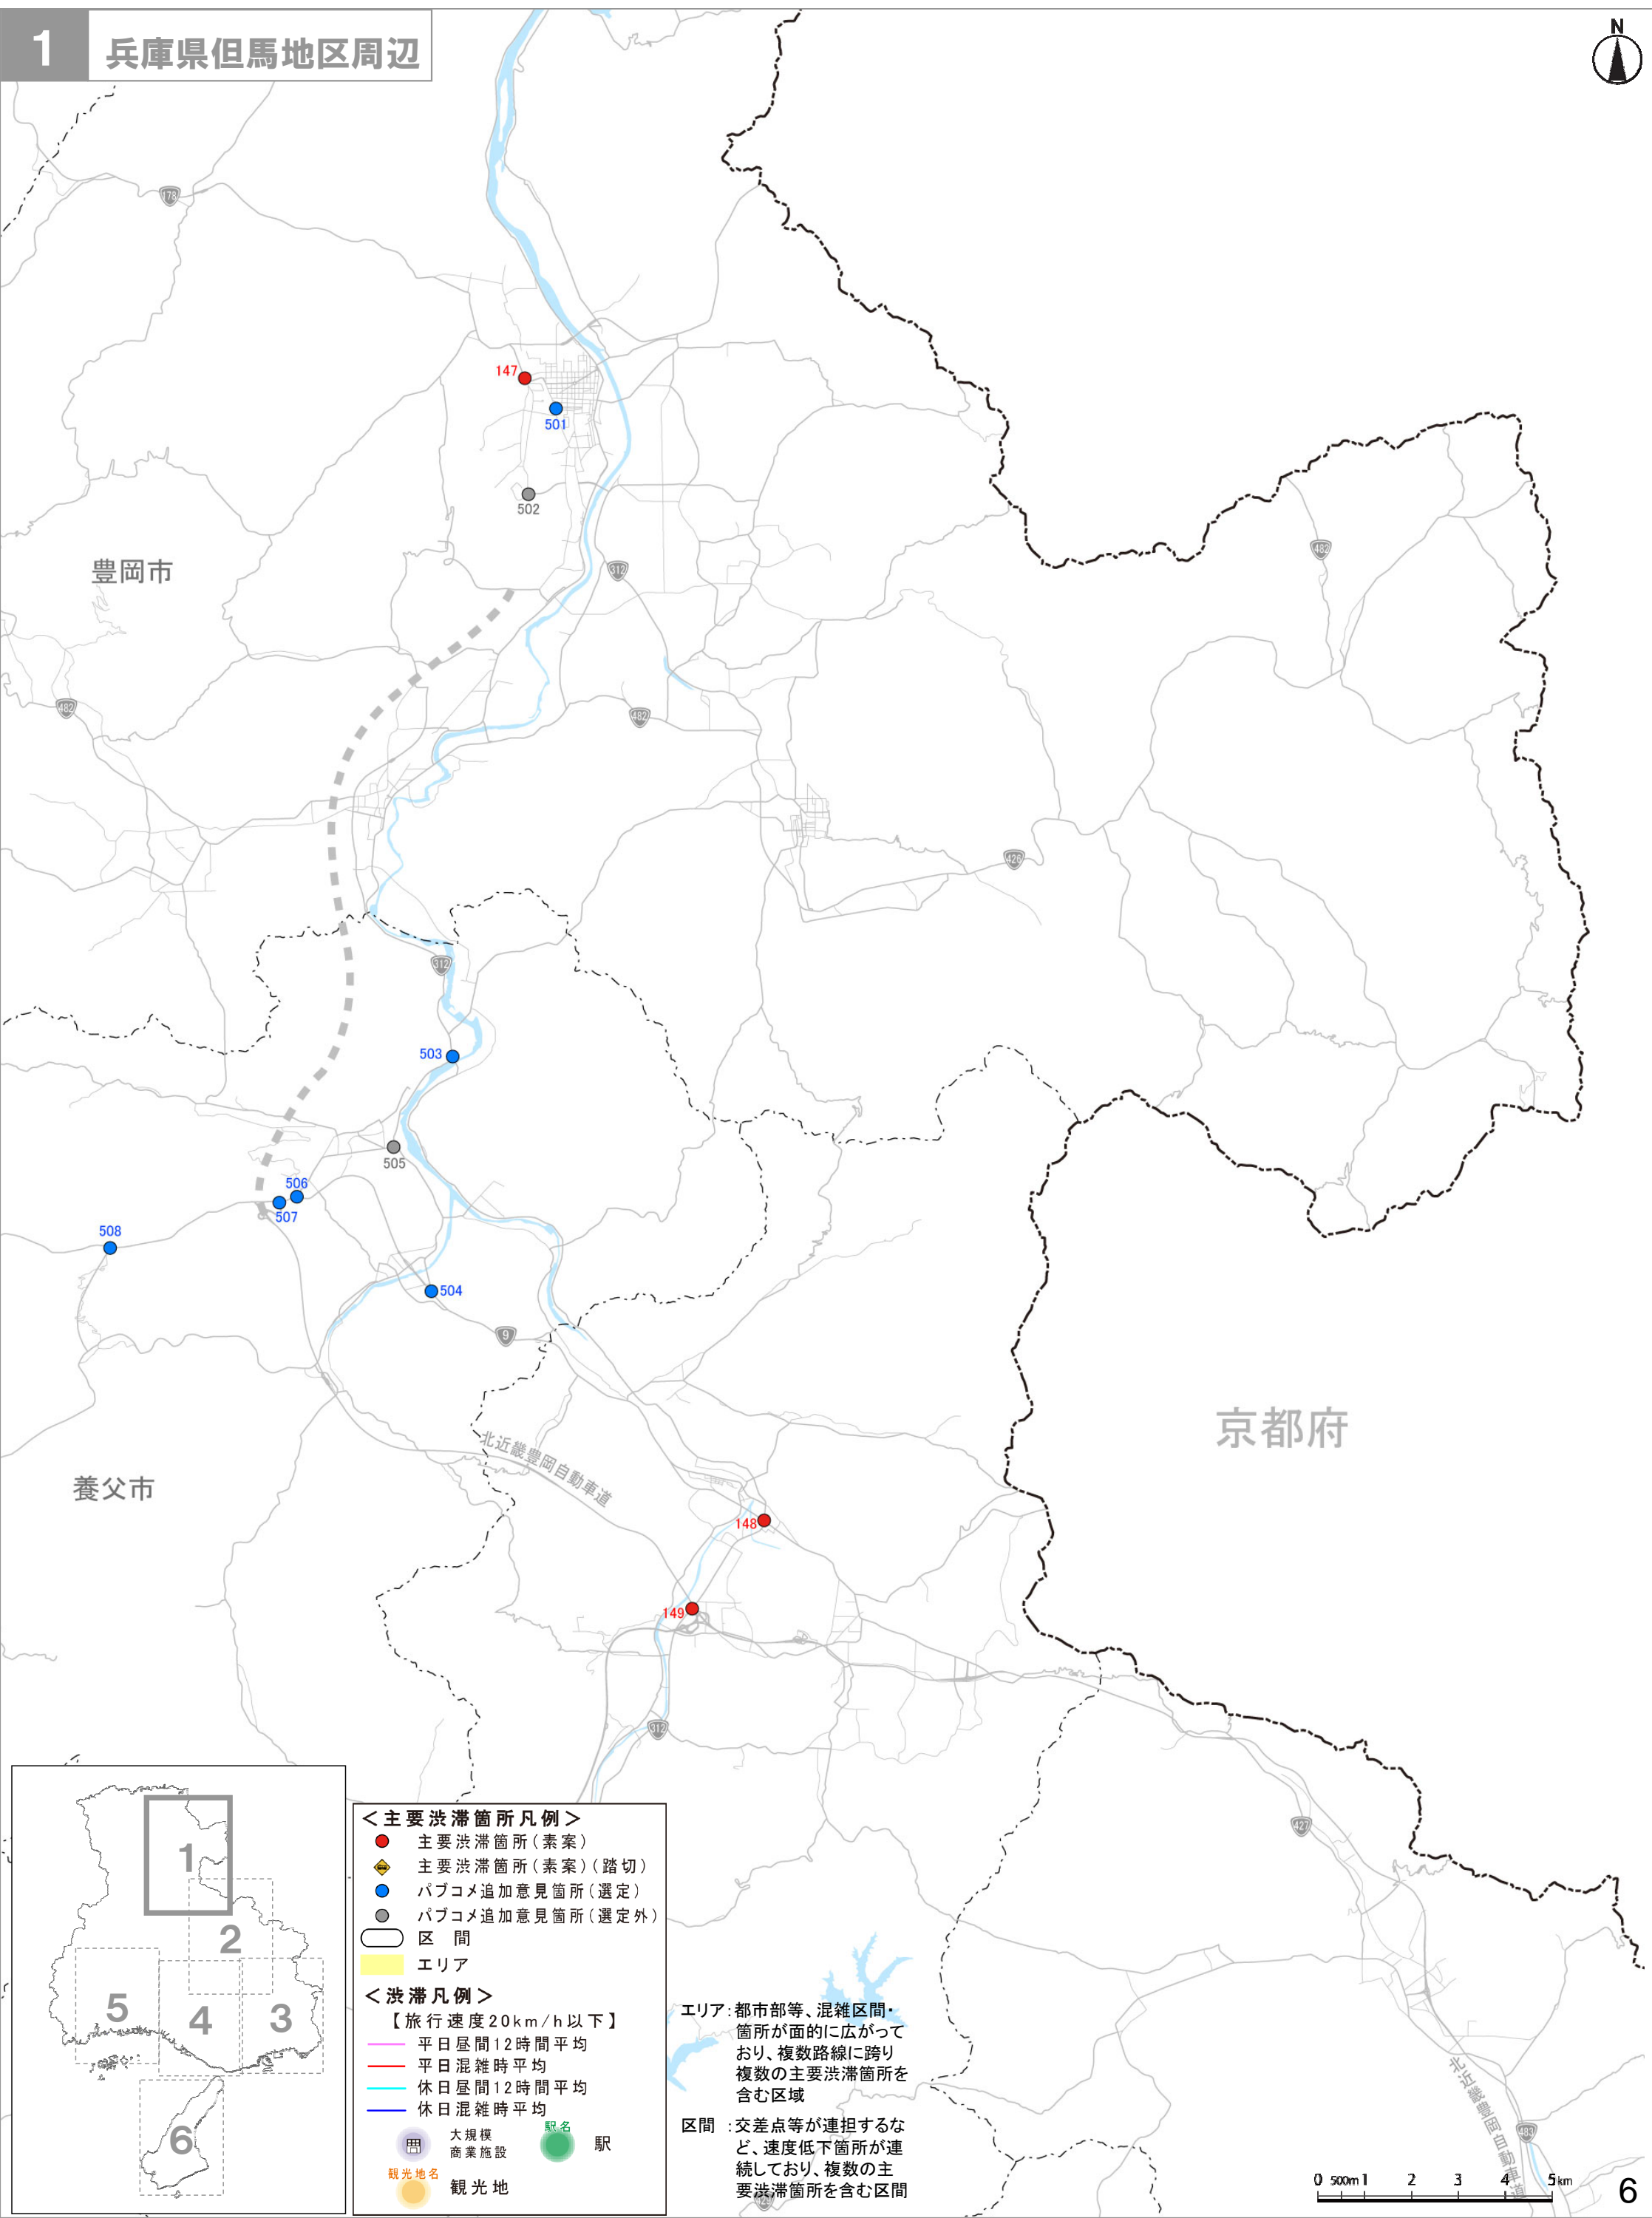 1 兵庫県但馬地区周辺
N
178
147
501
502
豊岡市
482
312
482
482
426
312
503
505
506
507
508
504
9
京都府
北近畿豊岡自動車道
養父市
148
149
312
427
1
2
5
4
3
6
＜主要渋滞箇所凡例＞
主要渋滞箇所(素案)
主要渋滞箇所(素案)(踏切)
パブコメ追加意見箇所(選定)
パブコメ追加意見箇所(選定外)
区 間
エリア
＜渋滞凡例＞
【旅行速度20km/h以下】
平日昼間12時間平均
平日混雑時平均
休日昼間12時間平均
休日混雑時平均
大規模
商業施設
駅名
駅
観光地名
観光地
エリア:都市部等、混雑区間・
箇所が面的に広がって
おり、複数路線に跨り
複数の主要渋滞箇所を
含む区域
区間 :交差点等が連担するな
ど、速度低下箇所が連
続しており、複数の主
要渋滞箇所を含む区間
429
北近畿豊岡自動車道
483
0 500m 1 2 3 4 5km
6